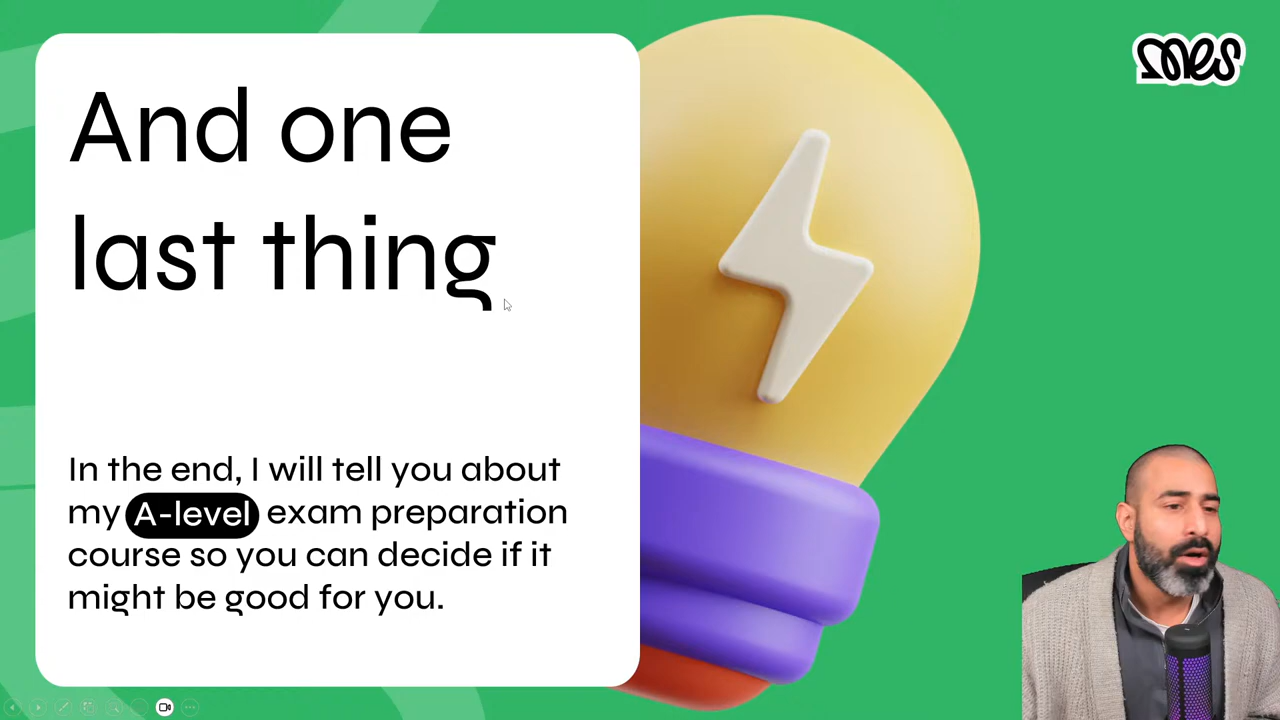 And one
last thing
In the end, I will tell you about
my A-level exam preparation
course so you can decide if it
might be good for you.